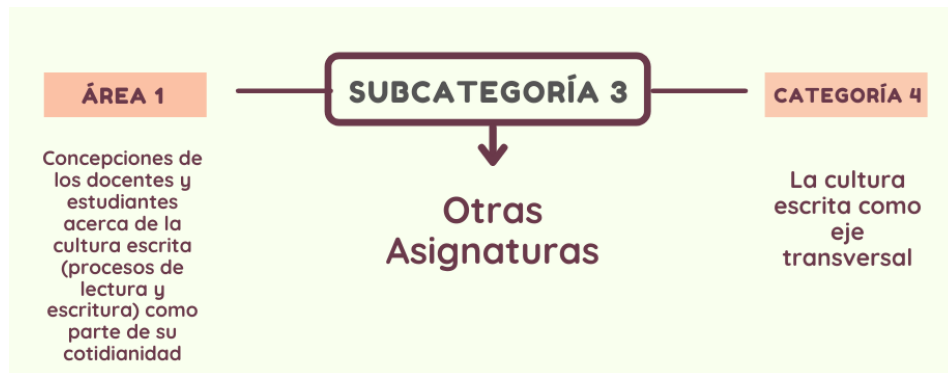 ÁREA 1
Concepciones de
los docentes y
estudiantes
acerca de la
cultura escrita
(procesos de
lectura y
escritura) como
parte de su
cotidianidad
SUBCATEGORÍA 3
Otras
Asignaturas
CATEGORÍA 4
La cultura
escrita como
eje
transversal